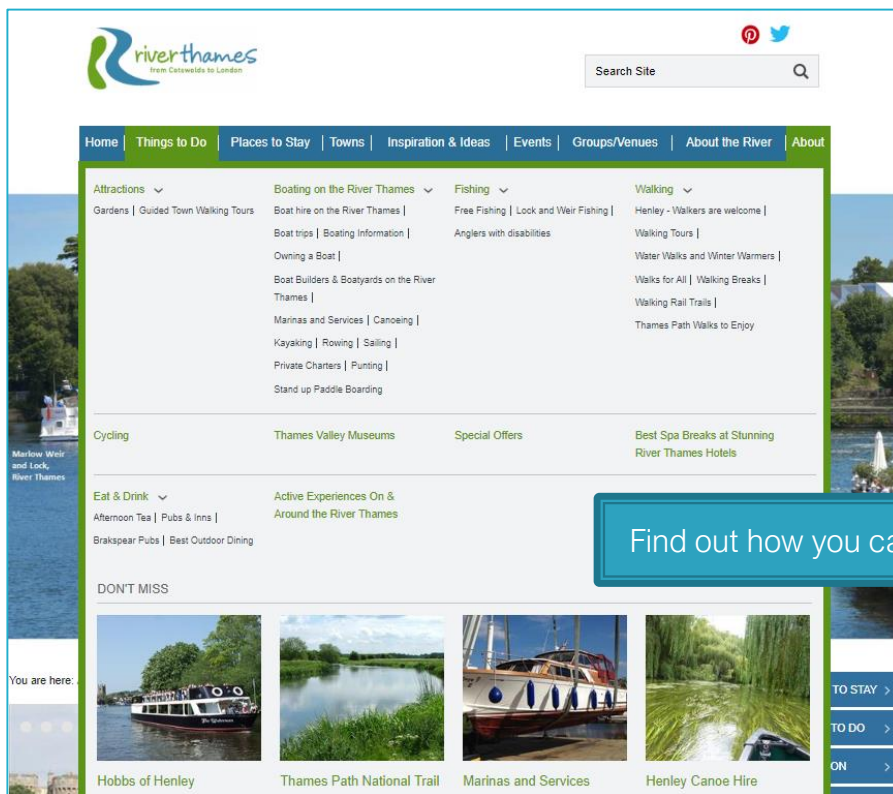 riverthames
from Cotswolds to London
Search Site
Home | Things to Do | Places to Stay | Towns | Inspiration & Ideas | Events | Groups/Venues | About the River | About
Attractions
Gardens | Guided Town Walking Tours
Boating on the River Thames
Boat hire on the River Thames |
Boat trips | Boating Information |
Owning a Boat |
Boat Builders & Boatyards on the River
Thames |
Marinas and Services | Canoeing |
Kayaking | Rowing | Sailing |
Private Charters | Punting |
Stand up Paddle Boarding
Fishing
Free Fishing | Lock and Weir Fishing |
Anglers with disabilities
Walking
Henley - Walkers are welcome |
Walking Tours |
Water Walks and Winter Warmers |
Walks for All | Walking Breaks |
Walking Rail Trails |
Thames Path Walks to Enjoy
Cycling
Thames Valley Museums
Special Offers
Best Spa Breaks at Stunning
River Thames Hotels
Marlow Weir
and Lock,
River Thames
Eat & Drink
Afternoon Tea | Pubs & Inns |
Brakspear Pubs | Best Outdoor Dining
Active Experiences On &
Around the River Thames
Find out how you ca
DON'T MISS
You are here:
Hobbs of Henley
Thames Path National Trail
Marinas and Services
Henley Canoe Hire
TO STAY >
TO DO >
ON >